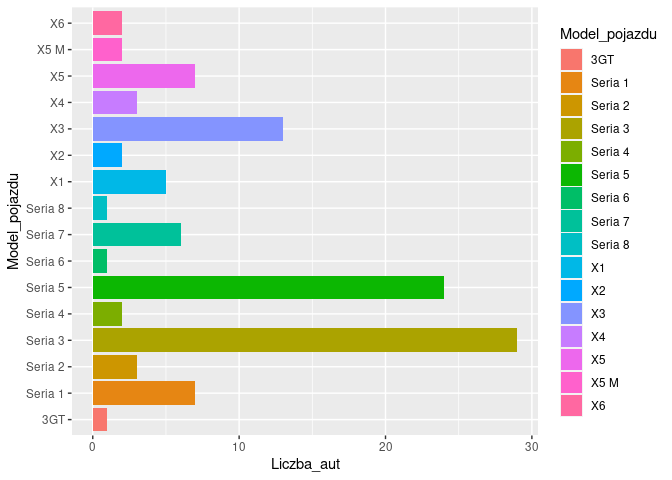 Model_pojazdu
X6
X5 M
X5
X4
X3
X2
X1
Seria 8
Seria 7
Seria 6
Seria 5
Seria 4
Seria 3
Seria 2
Seria 1
3GT
0 10 20 30
Liczba_aut
Model_pojazdu
3GT
Seria 1
Seria 2
Seria 3
Seria 4
Seria 5
Seria 6
Seria 7
Seria 8
X1
X2
X3
X4
X5
X5 M
X6